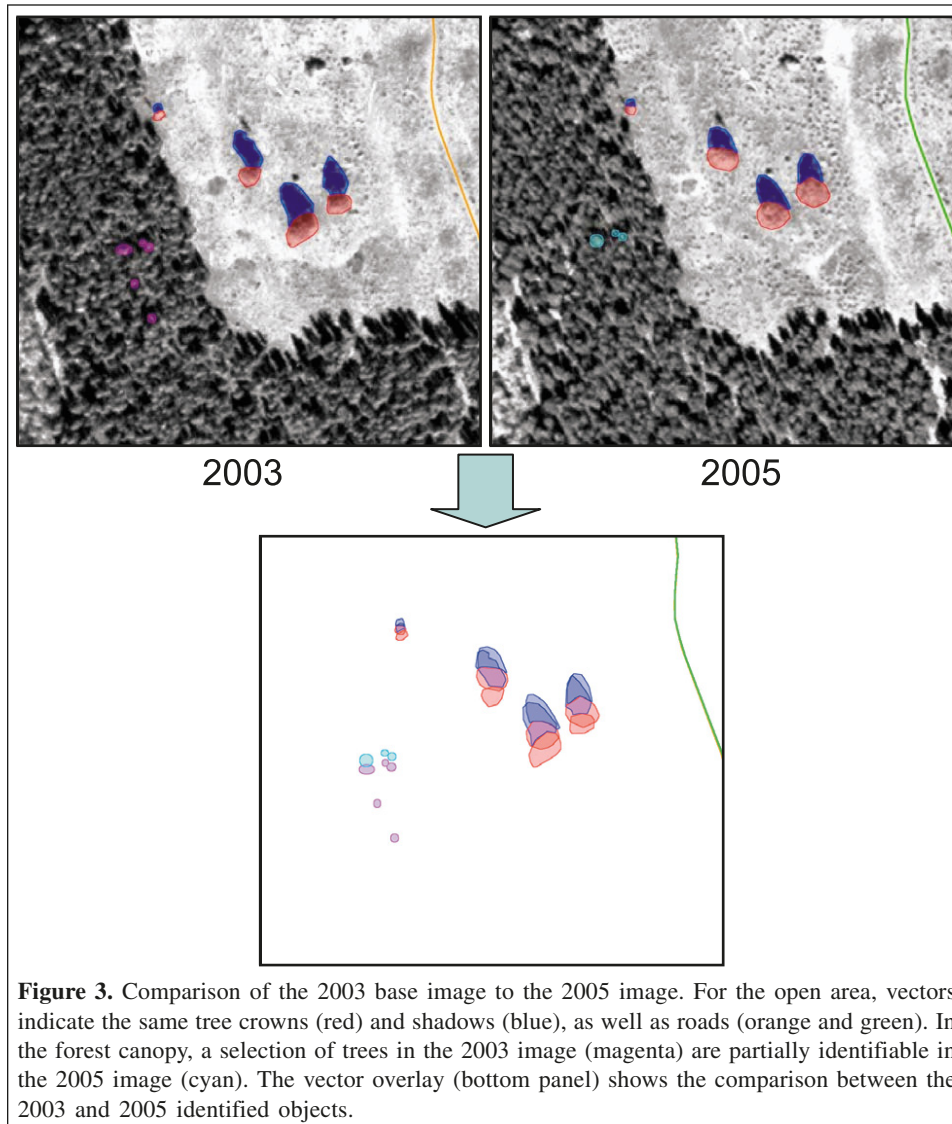 2003
2005
Figure 3. Comparison of the 2003 base image to the 2005 image. For the open area, vectors
indicate the same tree crowns (red) and shadows (blue), as well as roads (orange and green). In
the forest canopy, a selection of trees in the 2003 image (magenta) are partially identifiable in
the 2005 image (cyan). The vector overlay (bottom panel) shows the comparison between the
2003 and 2005 identified objects.